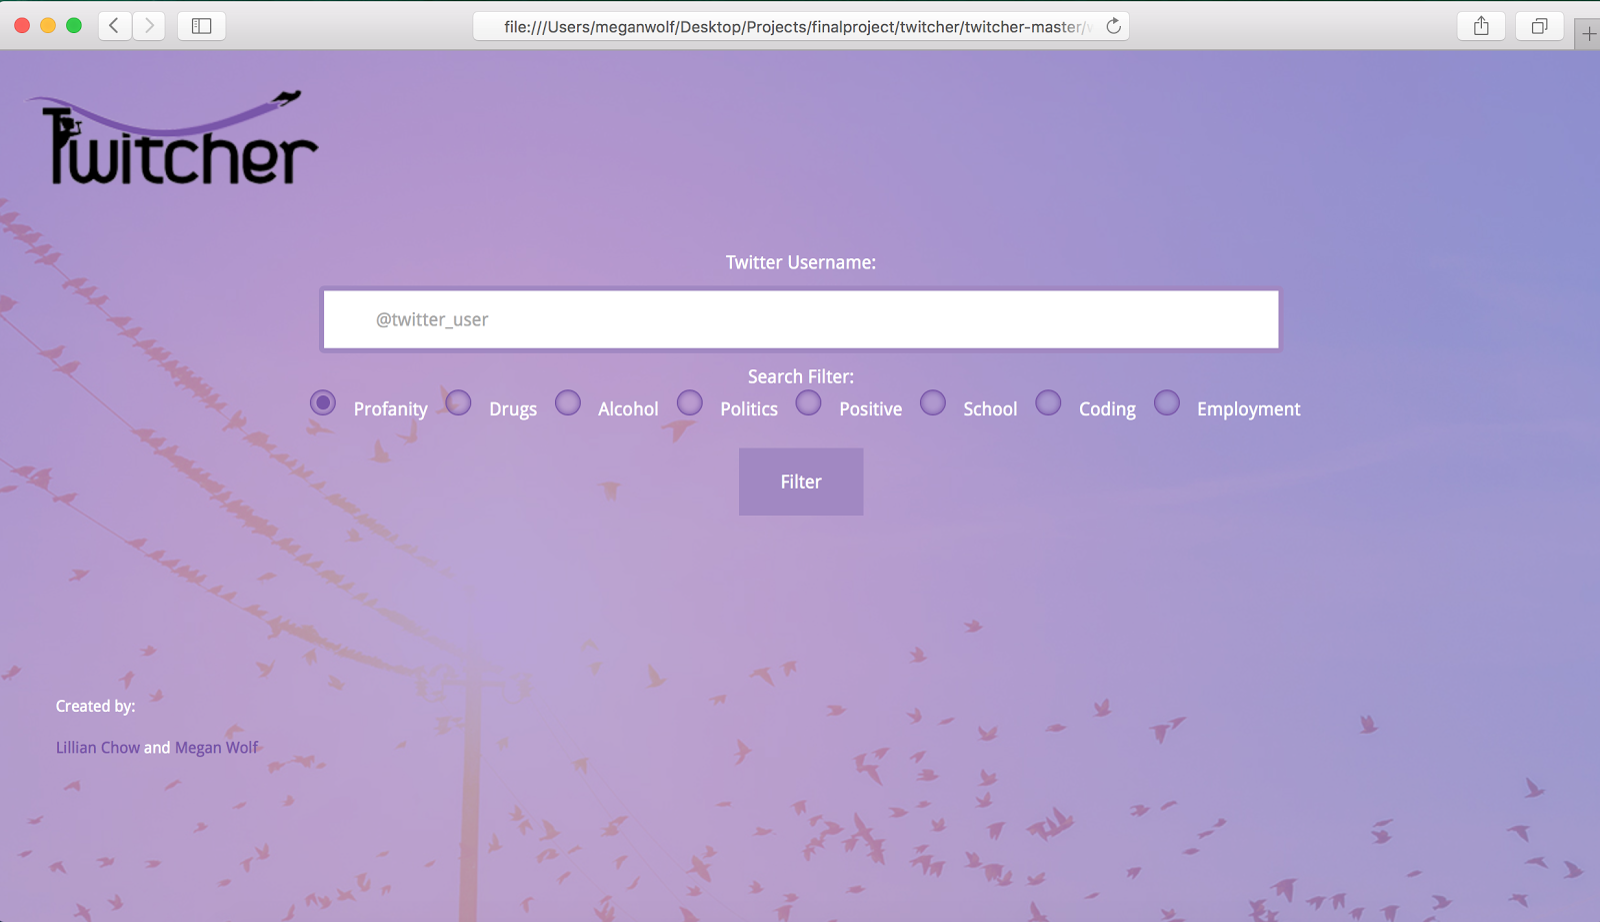 file:///Users/meganwolf/Desktop/Projects/finalproject/twitcher/twitcher-master/
Twitcher
Twitter Username:
@twitter_user
Search Filter:
Profanity Drugs Alcohol Politics Positive School Coding Employment
Filter
Created by:
Lillian Chow and Megan Wolf